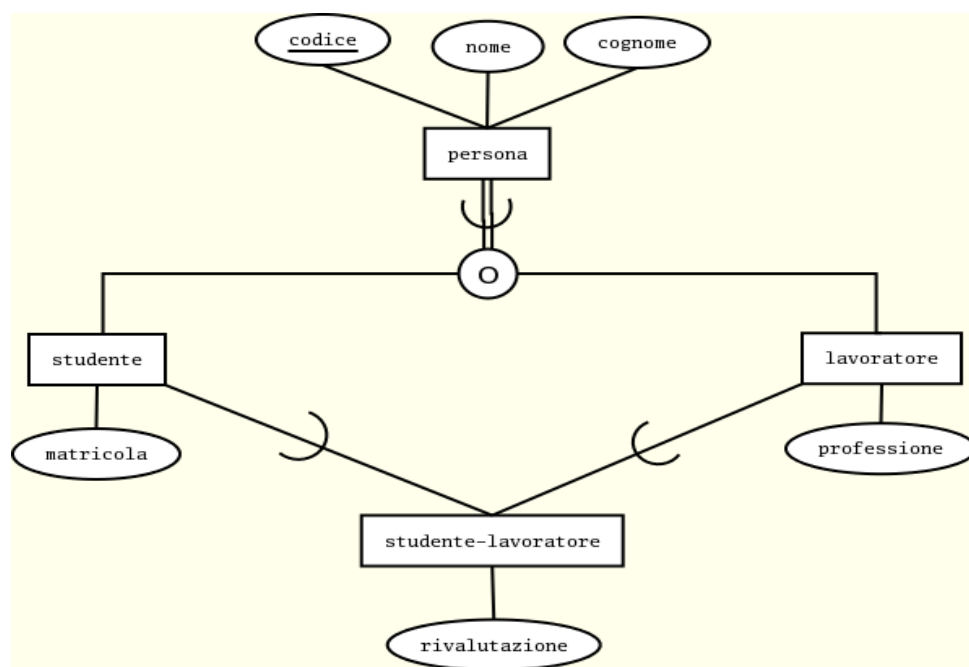 codice
nome
cognome
persona
O
studente
lavoratore
matricola
professione
studente-lavoratore
rivalutazione